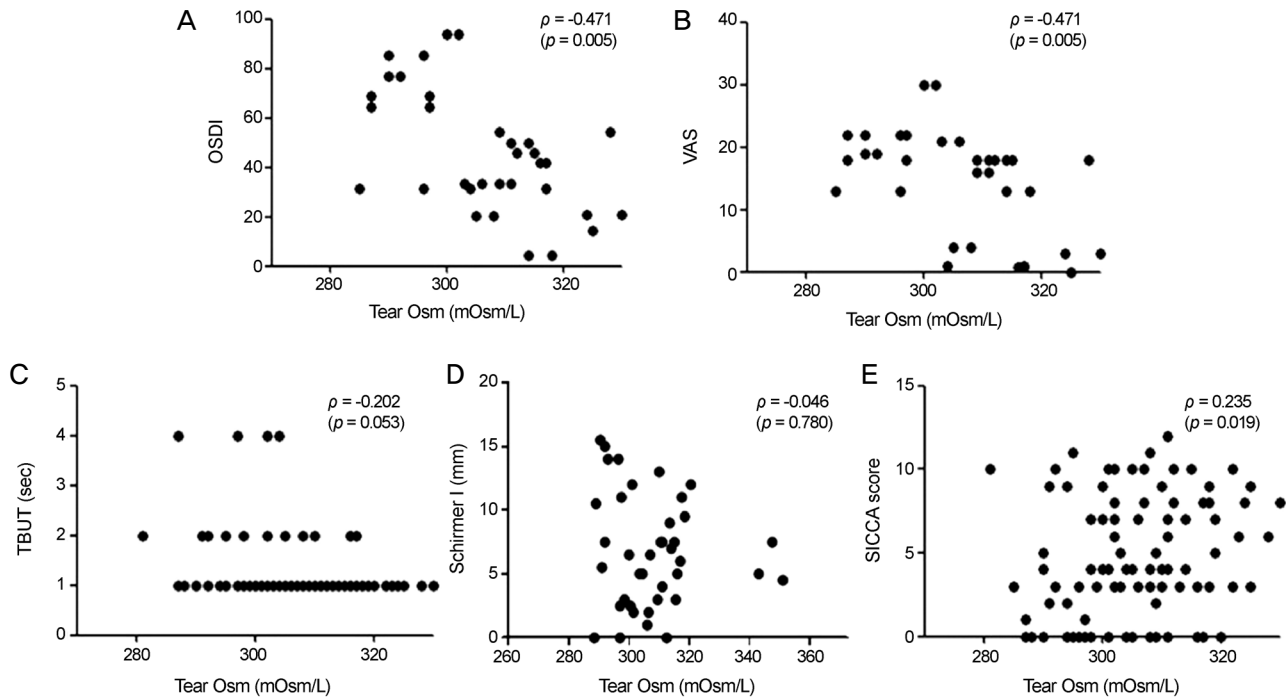 A
ρ = -0.471
(p = 0.005)
100
80
60
40
20
0
OSDI
280
300
320
Tear Osm (mOsm/L)
B
ρ = -0.471
(p = 0.005)
40
30
20
10
0
VAS
280
300
320
Tear Osm (mOsm/L)
C
ρ = -0.202
(p = 0.053)
5
4
3
2
1
0
TBUT (sec)
280
300
320
Tear Osm (mOsm/L)
D
ρ = -0.046
(p = 0.780)
20
15
10
5
0
Schirmer I (mm)
260
280
300
320
340
360
Tear Osm (mOsm/L)
E
ρ = 0.235
(p = 0.019)
15
10
5
0
SICCA score
280
300
320
Tear Osm (mOsm/L)